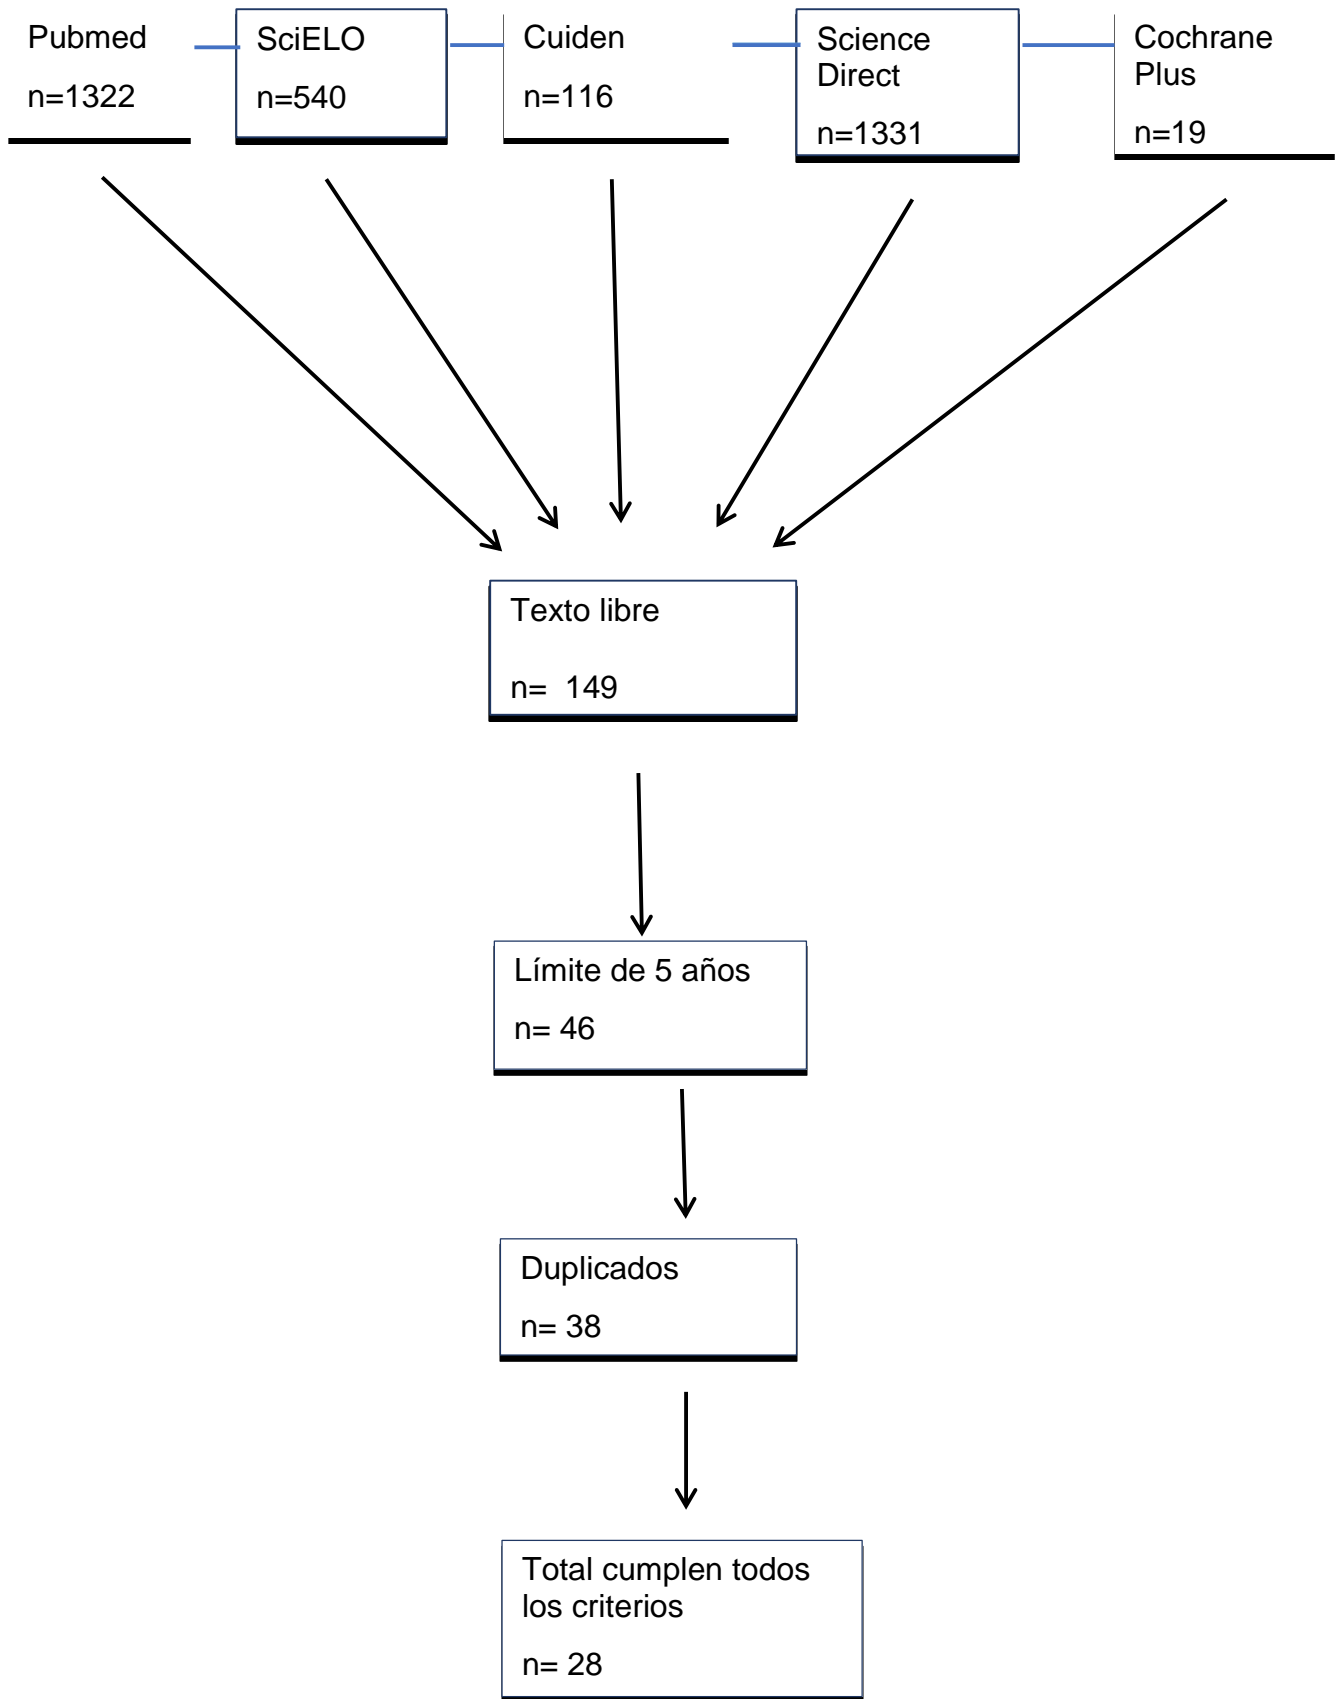 Pubmed
n=1322
SciELO
n=540
Cuiden
n=116
Science
Direct
n=1331
Cochrane
Plus
n=19
Texto libre
n= 149
Límite de 5 años
n= 46
Duplicados
n= 38
Total cumplen todos
los criterios
n= 28